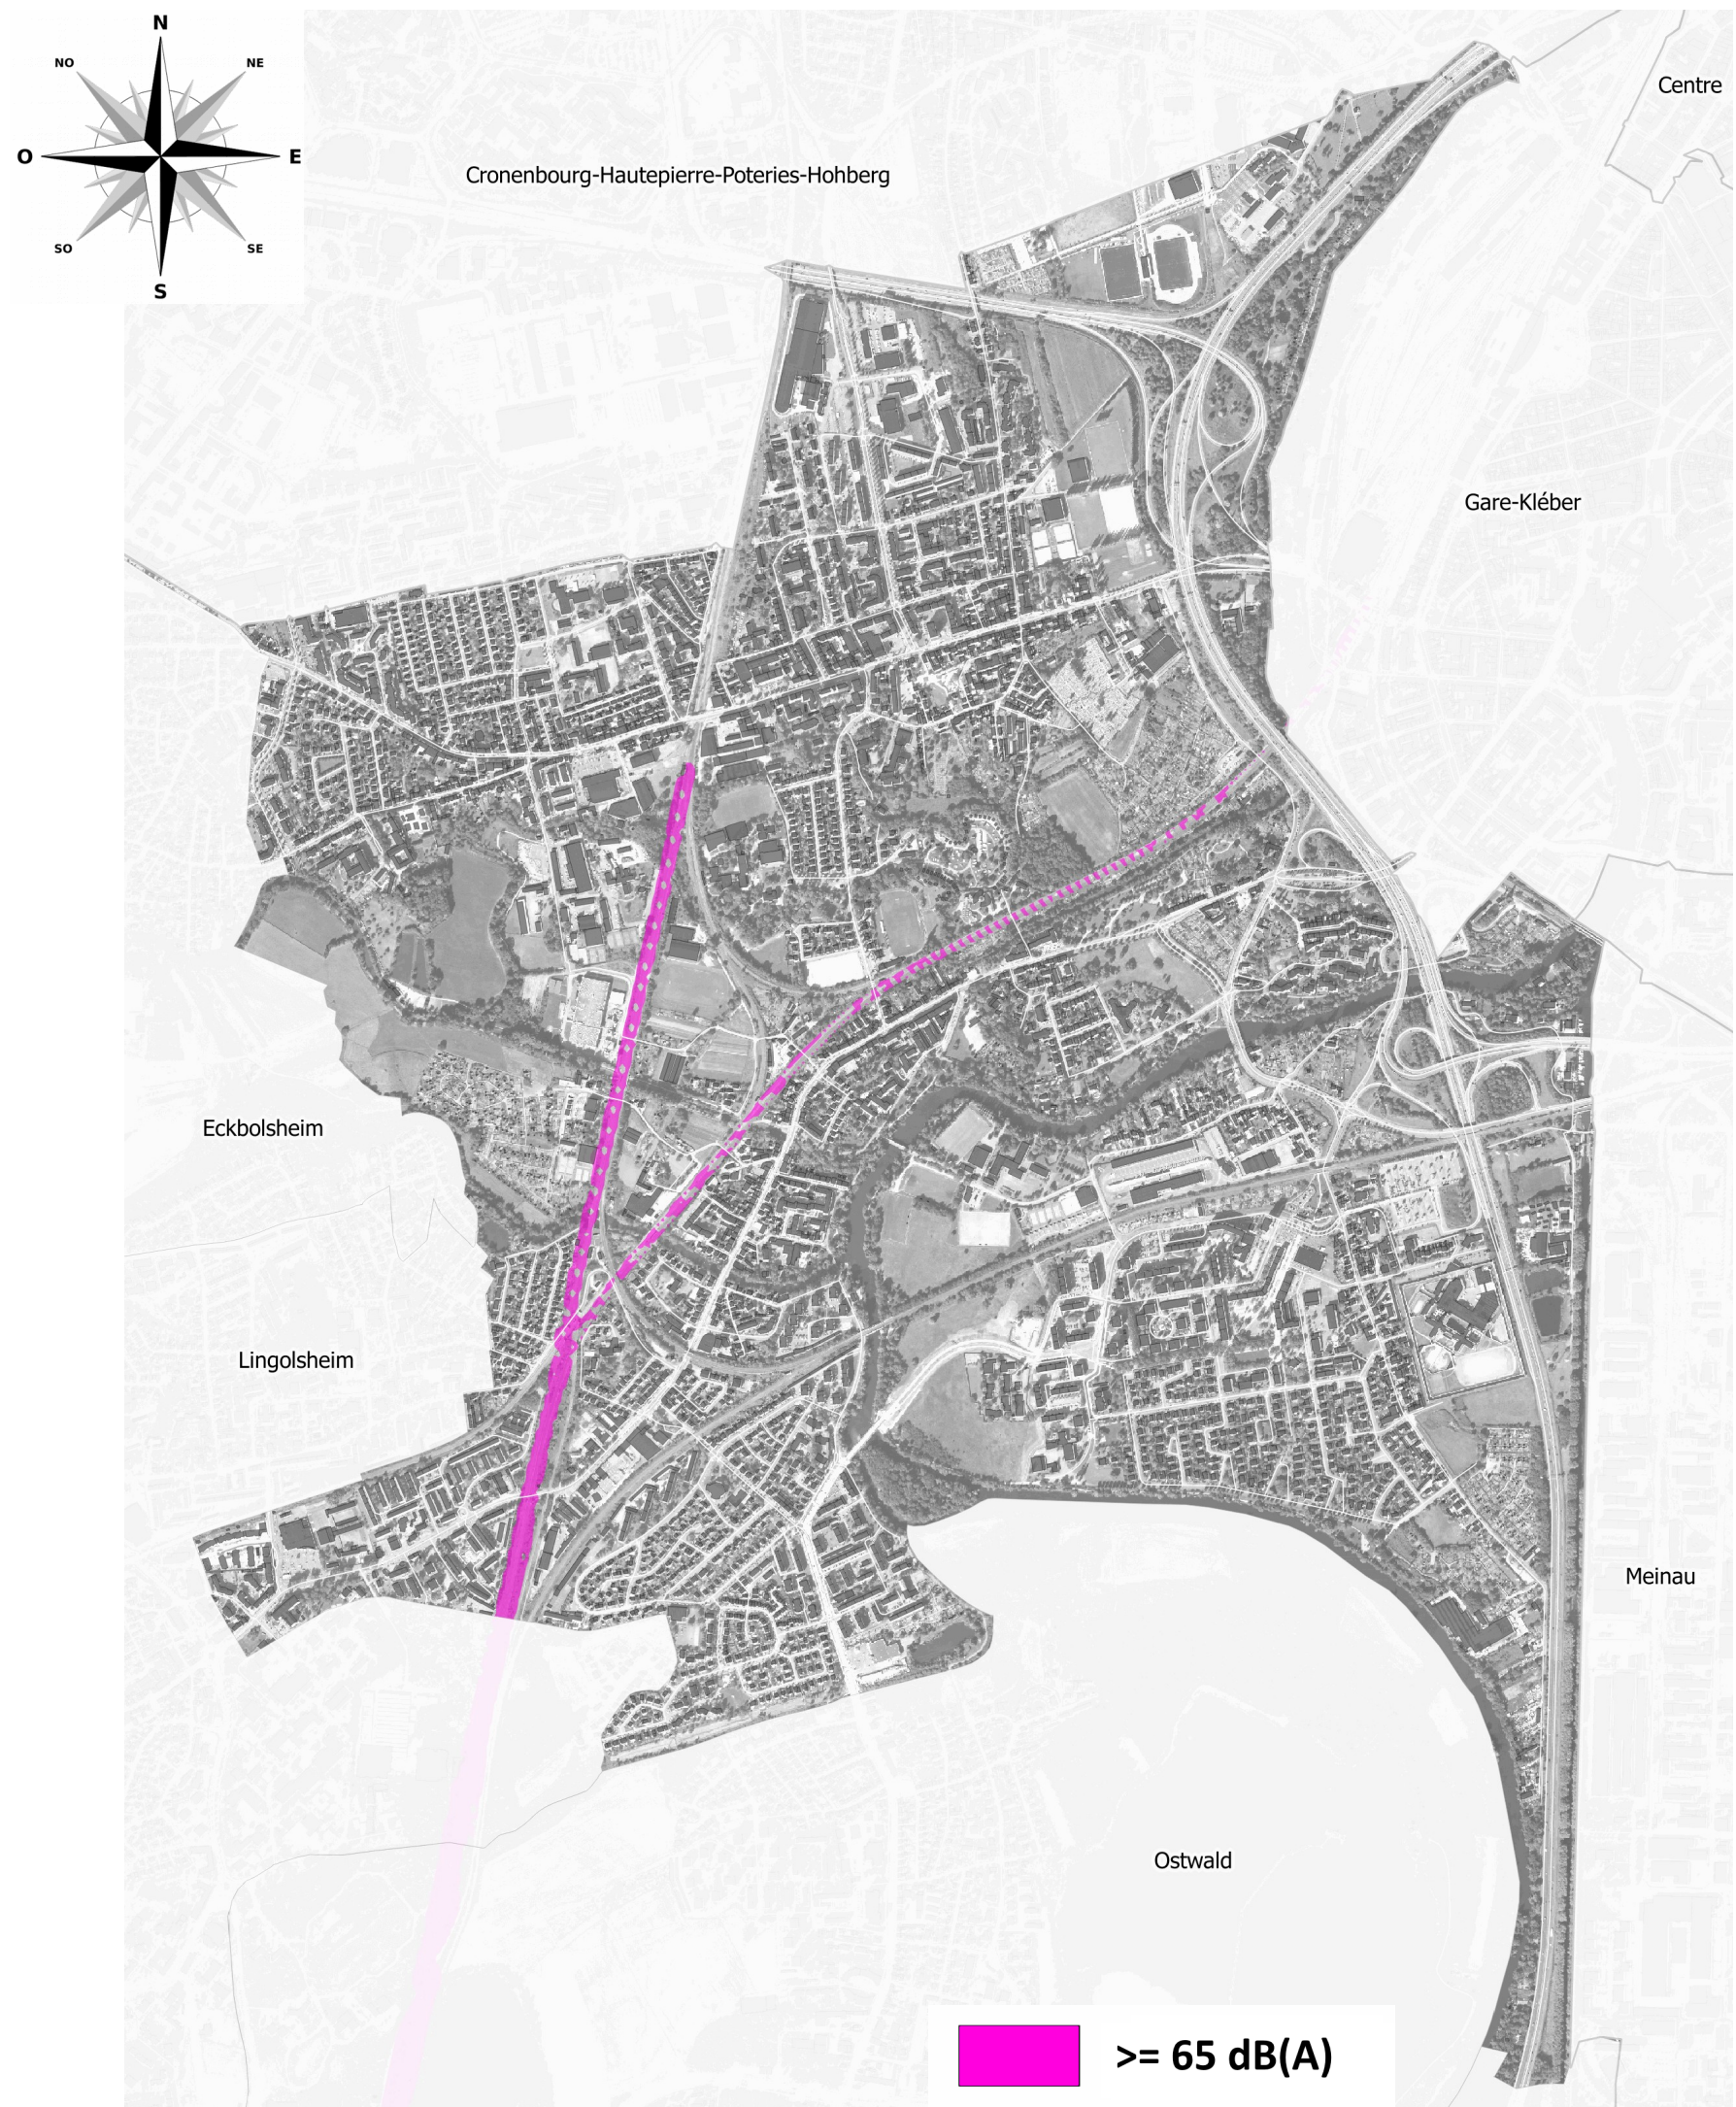 N
NO
NE
O
E
SO
SE
S
Centre
Cronenbourg-Hautepierre-Poteries-Hohberg
Gare-Kléber
Eckbolsheim
Lingolsheim
Meinau
Ostwald
>= 65 dB(A)